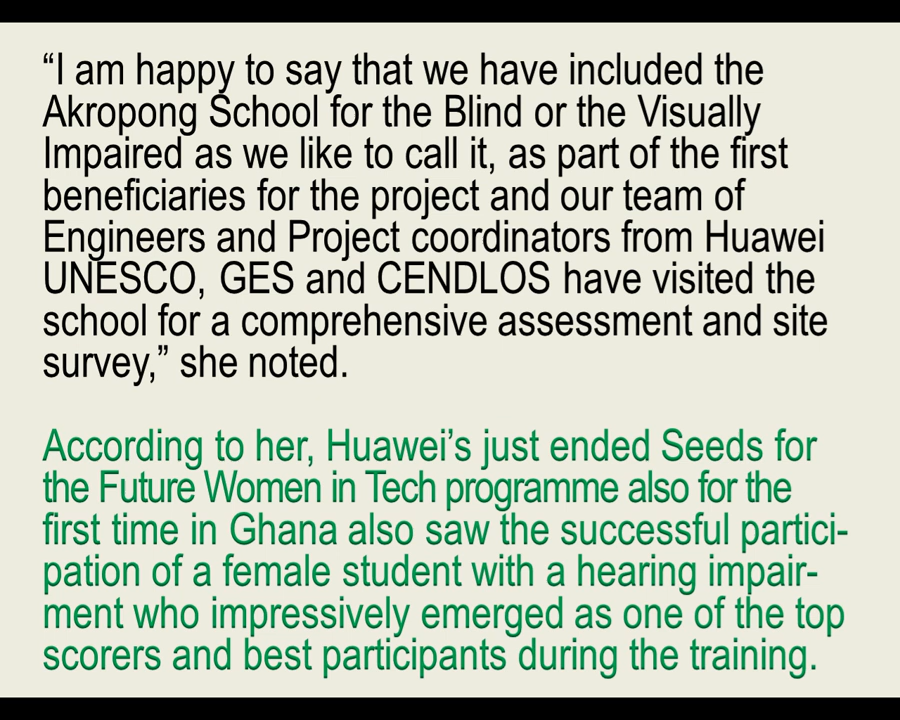 “I am happy to say that we have included the
Akropong School for the Blind or the Visually
Impaired as we like to call it, as part of the first
beneficiaries for the project and our team of
Engineers and Project coordinators from Huawei
UNESCO, GES and CENDLOS have visited the
school for a comprehensive assessment and site
survey,” she noted.
According to her, Huawei’s just ended Seeds for
the Future Women in Tech programme also for the
first time in Ghana also saw the successful partici-
pation of a female student with a hearing impair-
ment who impressively emerged as one of the top
scorers and best participants during the training.